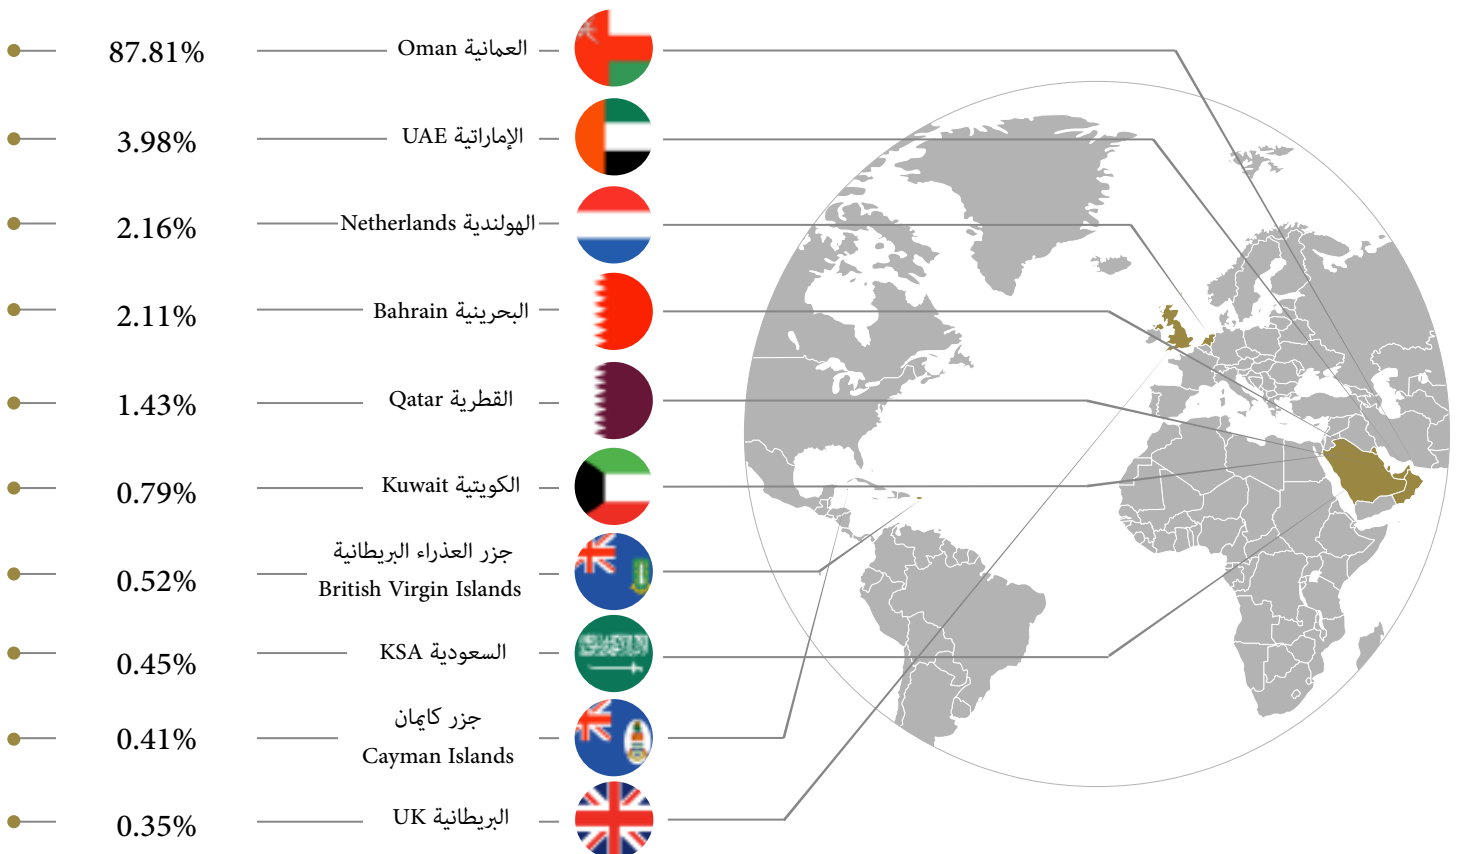 87.81% العمانية Oman
3.98% الإماراتية UAE
2.16% الهولندية Netherlands
2.11% البحرينية Bahrain
1.43% القطرية Qatar
0.79% الكويتية Kuwait
جزر العذراء البريطانية
0.52% British Virgin Islands
0.45% السعودية KSA
جزر كايمان
0.41% Cayman Islands
0.35% البريطانية UK